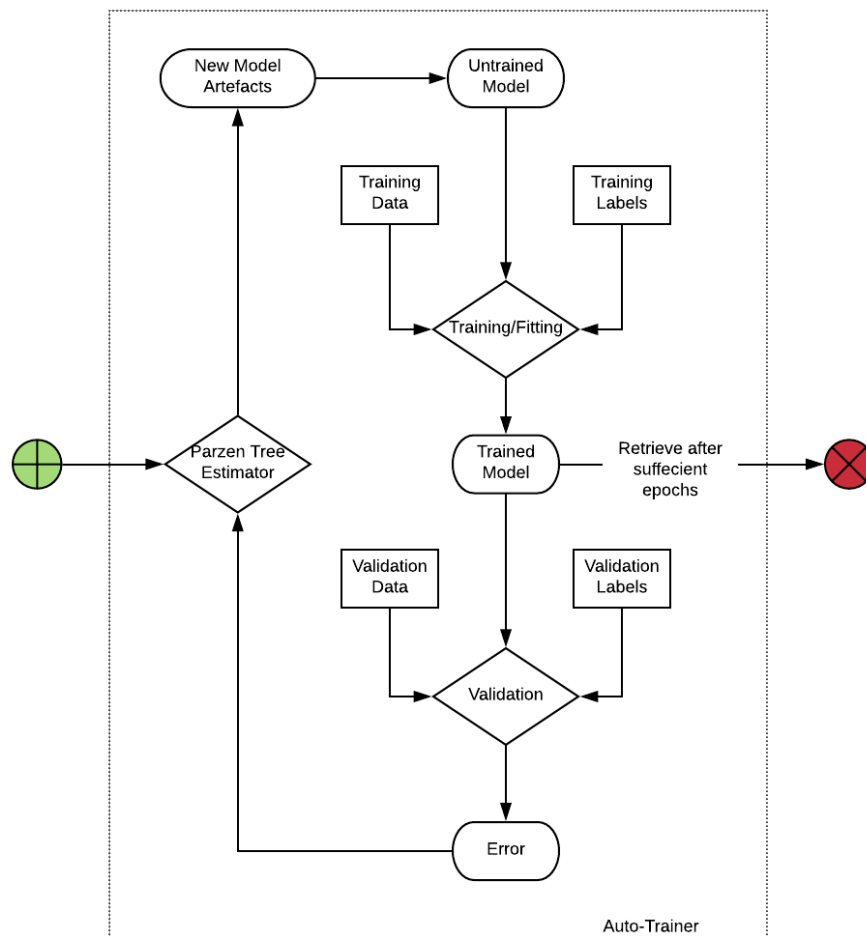 New Model
Artefacts
Untrained
Model
Training
Data
Training
Labels
Training/Fitting
Parzen Tree
Estimator
Trained
Model
Retrieve after
suffecient
epochs
Validation
Data
Validation
Labels
Validation
Error
Auto-Trainer